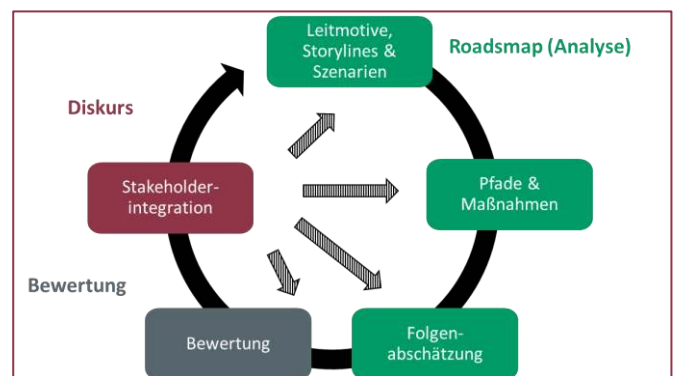 Leitmotive,
Storylines &
Szenarien
Roadsmap (Analyse)
Diskurs
Stakeholder-
integration
Pfade &
Maßnahmen
Bewertung
Bewertung
Folgen-
abschätzung